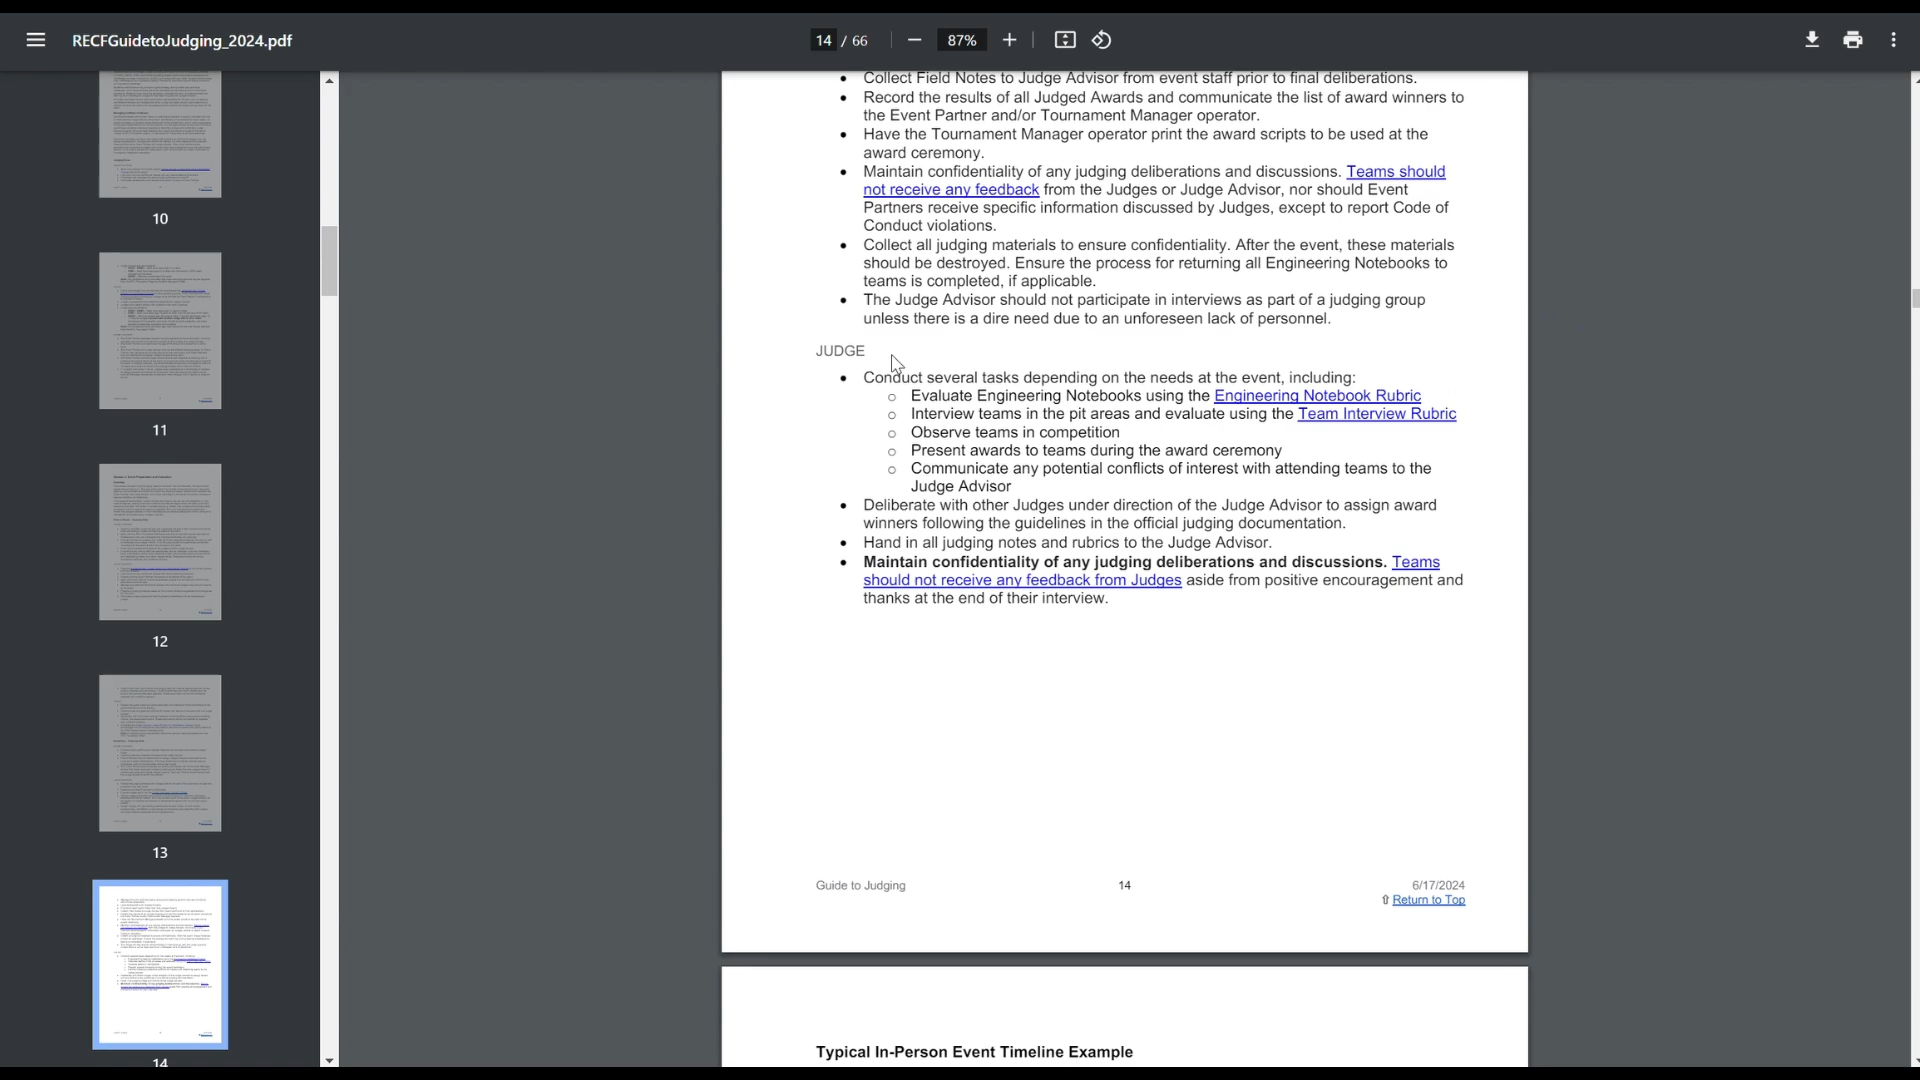 RECFGuidetoJudging_2024.pdf
14 / 66
87%
10
11
12
13
14
• Collect Field Notes to Judge Advisor from event staff prior to final deliberations.
• Record the results of all Judged Awards and communicate the list of award winners to
the Event Partner and/or Tournament Manager operator.
• Have the Tournament Manager operator print the award scripts to be used at the
award ceremony.
• Maintain confidentiality of any judging deliberations and discussions. Teams should
not receive any feedback from the Judges or Judge Advisor, nor should Event
Partners receive specific information discussed by Judges, except to report Code of
Conduct violations.
• Collect all judging materials to ensure confidentiality. After the event, these materials
should be destroyed. Ensure the process for returning all Engineering Notebooks to
teams is completed, if applicable.
• The Judge Advisor should not participate in interviews as part of a judging group
unless there is a dire need due to an unforeseen lack of personnel.
JUDGE
• Conduct several tasks depending on the needs at the event, including:
○ Evaluate Engineering Notebooks using the Engineering Notebook Rubric
○ Interview teams in the pit areas and evaluate using the Team Interview Rubric
○ Observe teams in competition
○ Present awards to teams during the award ceremony
○ Communicate any potential conflicts of interest with attending teams to the
Judge Advisor
• Deliberate with other Judges under direction of the Judge Advisor to assign award
winners following the guidelines in the official judging documentation.
• Hand in all judging notes and rubrics to the Judge Advisor.
• Maintain confidentiality of any judging deliberations and discussions. Teams
should not receive any feedback from Judges aside from positive encouragement and
thanks at the end of their interview.
Guide to Judging 14 6/17/2024
⇧ Return to Top
Typical In-Person Event Timeline Example